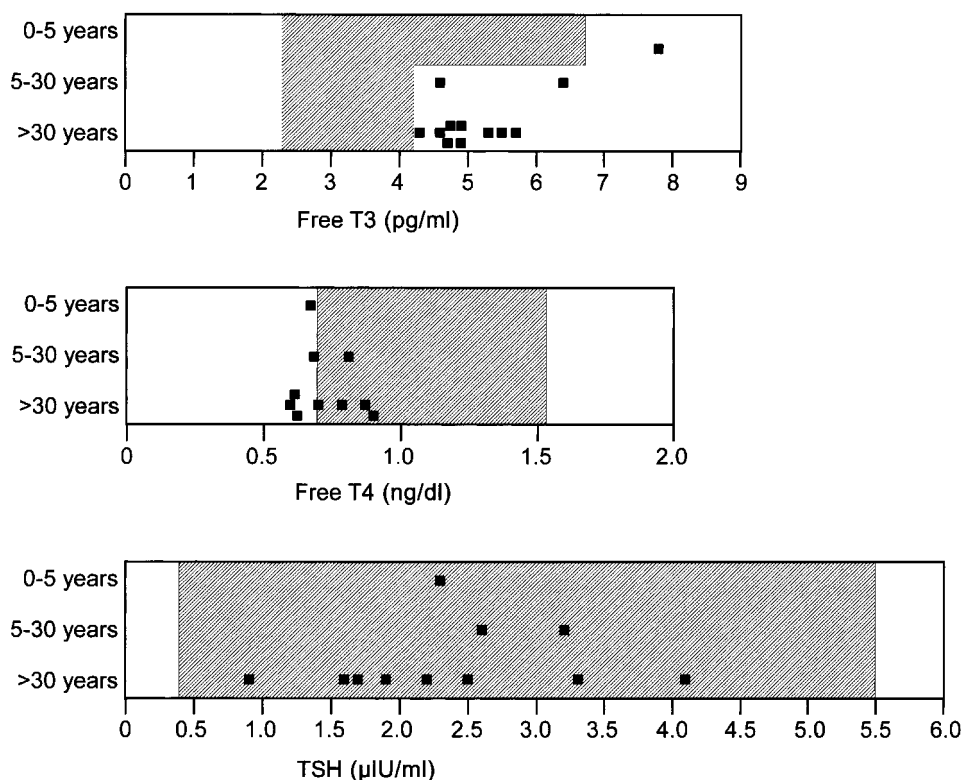 0-5 years
5-30 years
>30 years
0 1 2 3 4 5 6 7 8 9
Free T3 (pg/ml)
0-5 years
5-30 years
>30 years
0 0.5 1.0 1.5 2.0
Free T4 (ng/dl)
0-5 years
5-30 years
>30 years
0 0.5 1.0 1.5 2.0 2.5 3.0 3.5 4.0 4.5 5.0 5.5 6.0
TSH (µIU/ml)